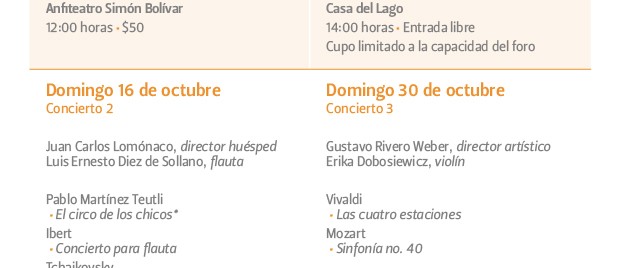 Anfiteatro Simón Bolívar
12:00 horas • $50
Casa del Lago
14:00 horas • Entrada libre
Cupo limitado a la capacidad del foro
Domingo 16 de octubre
Concierto 2
Juan Carlos Lomónaco, director huésped
Luis Ernesto Diez de Sollano, flauta
Pablo Martínez Teutli
• El circo de los chicos*
Ibert
• Concierto para flauta
Tchaikovsky
Domingo 30 de octubre
Concierto 3
Gustavo Rivero Weber, director artístico
Erika Dobosiewicz, violín
Vivaldi
• Las cuatro estaciones
Mozart
• Sinfonía no. 40